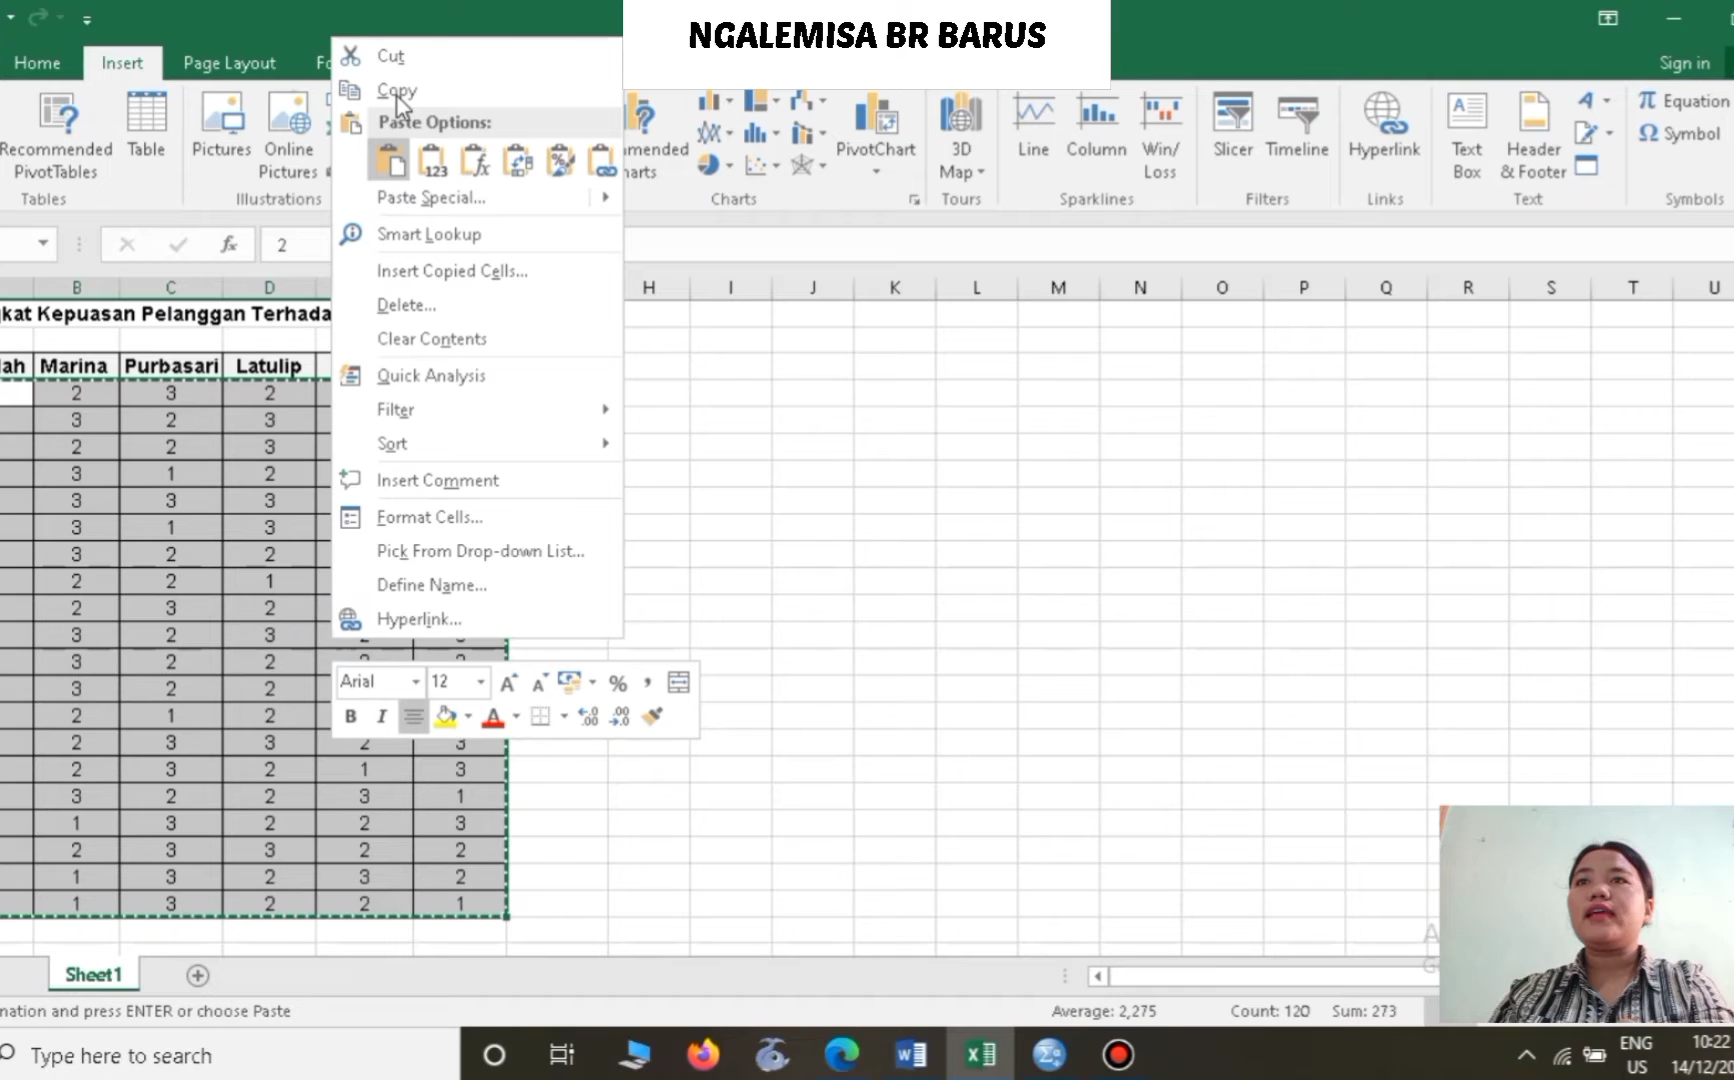 NGALEMISA BR BARUS
Home Insert Page Layout
Sign in
Recommended PivotTables
Table
Pictures
Online Pictures
PivotChart
3D Map
Line
Column
Win/Loss
Slicer
Timeline
Hyperlink
Text Box
Header & Footer
Equation
Symbol
Tables Illustrations Charts Tours Sparklines Filters Links Text Symbols
Cut
Copy
Paste Options:
Paste Special...
Smart Lookup
Insert Copied Cells...
Delete...
Clear Contents
Quick Analysis
Filter
Sort
Insert Comment
Format Cells...
Pick From Drop-down List...
Define Name...
Hyperlink...
Arial 12
fx 2
B C D H I J K L M N O P Q R S T U
Kepuasan Pelanggan
Marina Purbasari Latulip
2 3 2
3 2 3
2 2 3
3 1 2
3 3 3
3 1 3
3 2 2
2 2 1
2 3 2
3 2 3
3 2 2
3 2 2
2 1 2
2 3 3 2 3
2 3 2 1 3
3 2 2 3 1
1 3 2 2 3
2 3 3 2 2
1 3 2 3 2
1 3 2 2 1
Sheet1
and press ENTER or choose Paste
Average: 2,275 Count: 120 Sum: 273
Type here to search
ENG
US
10:22